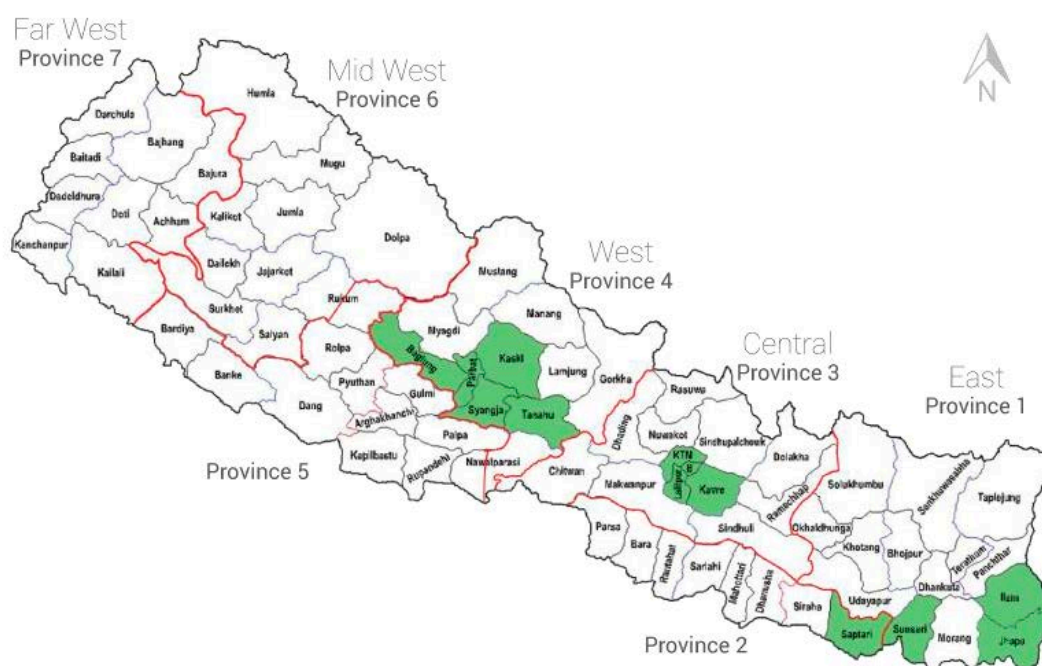 Far West
Province 7
Mid West
Province 6
N
Humla
Darchula
Bajhang
Baitadi
Bajura
Mugu
Dadeldhura
Doti
Achham
Kalikot
Jumla
Kanchanpur
Dolpa
Kailali
Dailekh
Jajarkot
Mustang
West
Province 4
Surkhet
Rukum
Manang
Bardiya
Salyan
Myagdi
Rolpa
Baglung
Parbat
Kaski
Lamjung
Gorkha
Central
Province 3
Banke
Pyuthan
Gulmi
Rasuwa
East
Province 1
Dang
Arghakhanchi
Syangja
Tanahu
Dhading
Nuwakot
Sindhupalchowk
Palpa
Dolakha
Province 5
Kapilbastu
Rupandehi
Nawalparasi
Chitwan
KTM
B
Lalitpur
Kavre
Makwanpur
Ramechhap
Solukhumbu
Sankhuwasabha
Taplejung
Sindhuli
Okhaldhunga
Parsa
Bara
Rautahat
Sarlahi
Mahottari
Dhanusha
Khotang
Bhojpur
Terathum
Panchthar
Dhankuta
Siraha
Udayapur
Ilam
Saptari
Sunsari
Morang
Jhapa
Province 2